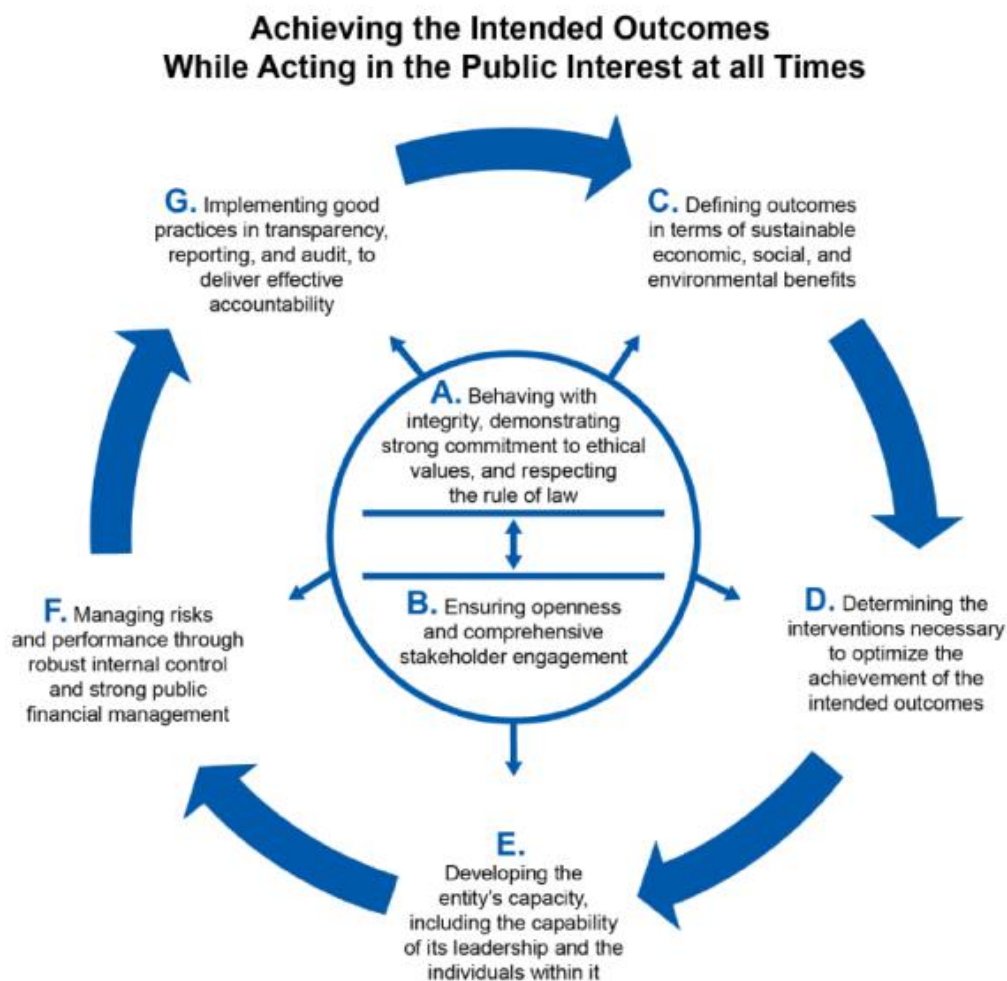 Achieving the Intended Outcomes
While Acting in the Public Interest at all Times
G. Implementing good
practices in transparency,
reporting, and audit, to
deliver effective
accountability
C. Defining outcomes
in terms of sustainable
economic, social, and
environmental benefits
A. Behaving with
integrity, demonstrating
strong commitment to ethical
values, and respecting
the rule of law
B. Ensuring openness
and comprehensive
stakeholder engagement
F. Managing risks
and performance through
robust internal control
and strong public
financial management
D. Determining the
interventions necessary
to optimize the
achievement of the
intended outcomes
E.
Developing the
entity's capacity,
including the capability
of its leadership and the
individuals within it